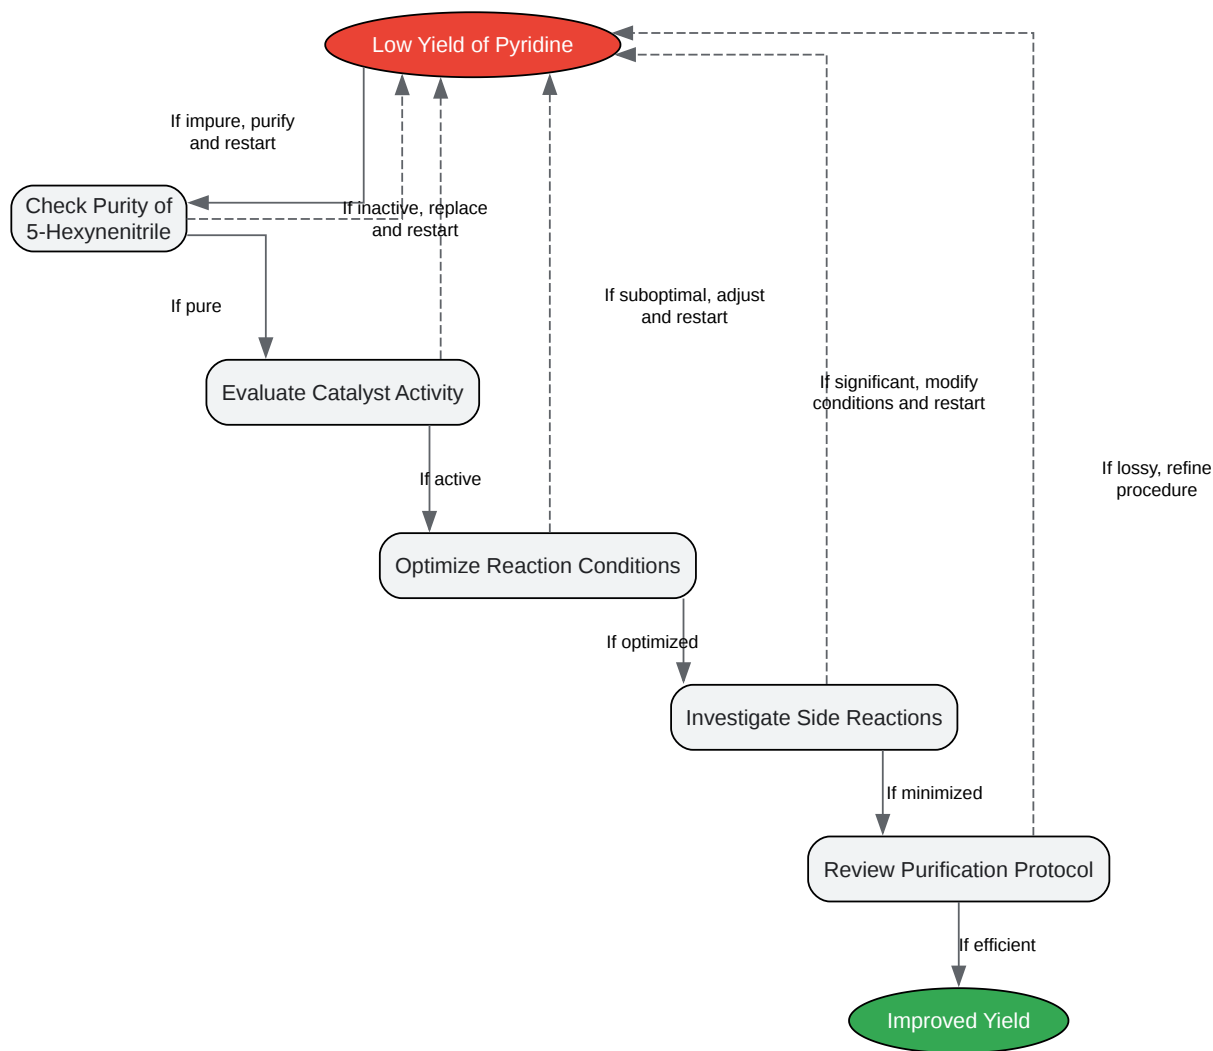 Low Yield of Pyridine
If impure, purify
and restart
Check Purity of
5-Hexynenitrile
If inactive, replace
and restart
If pure
If suboptimal, adjust
and restart
Evaluate Catalyst Activity
If significant, modify
conditions and restart
If active
If lossy, refine
procedure
Optimize Reaction Conditions
If optimized
Investigate Side Reactions
If minimized
Review Purification Protocol
If efficient
Improved Yield